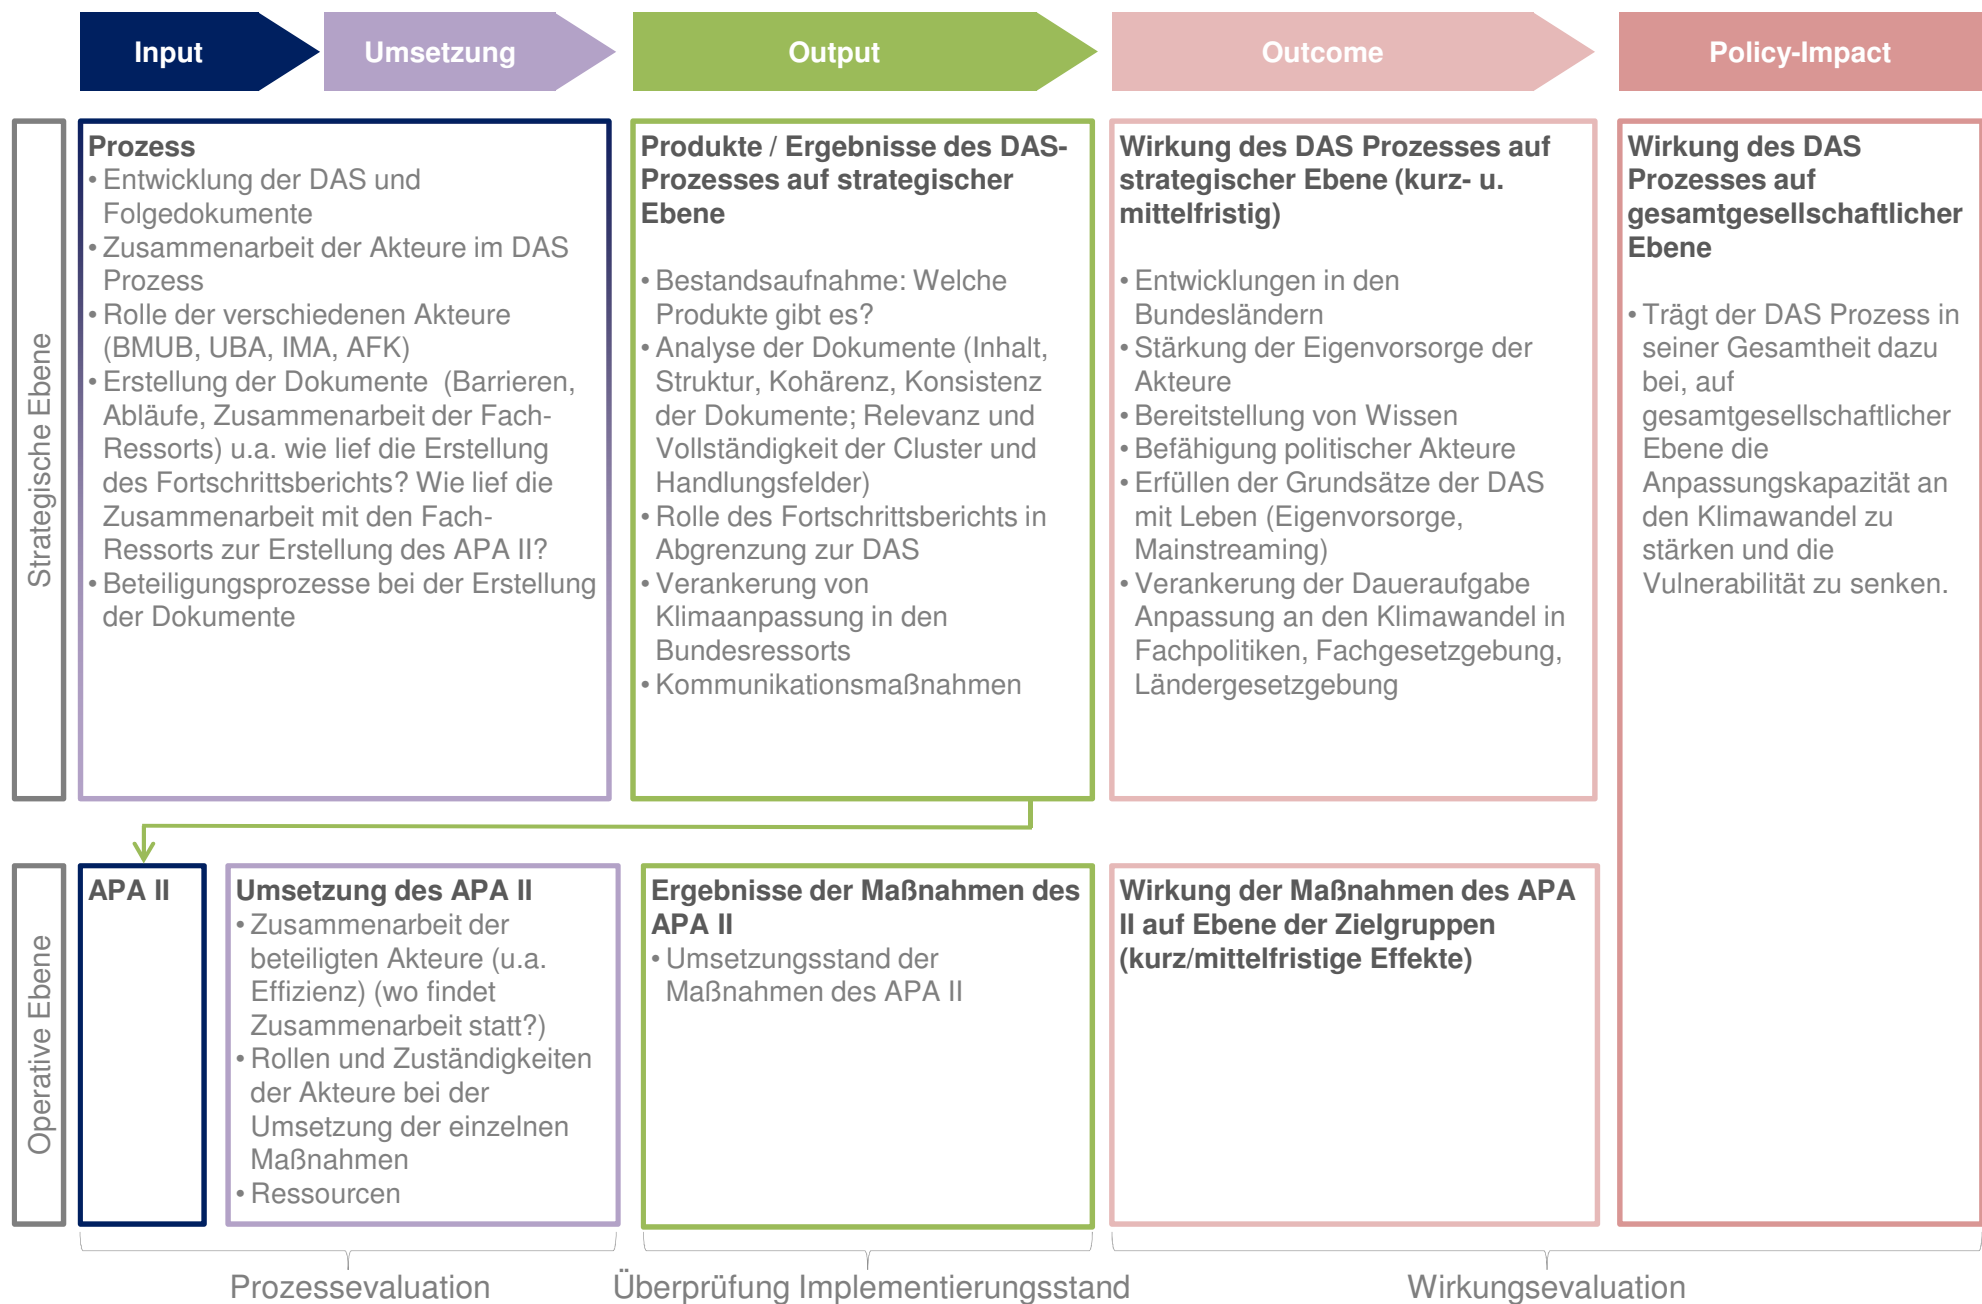 Input
Umsetzung
Output
Outcome
Policy-Impact
Strategische Ebene
Prozess
• Entwicklung der DAS und
Folgedokumente
• Zusammenarbeit der Akteure im DAS
Prozess
• Rolle der verschiedenen Akteure
(BMUB, UBA, IMA, AFK)
• Erstellung der Dokumente (Barrieren,
Abläufe, Zusammenarbeit der Fach-
Ressorts) u.a. wie lief die Erstellung
des Fortschrittsberichts? Wie lief die
Zusammenarbeit mit den Fach-
Ressorts zur Erstellung des APA II?
• Beteiligungsprozesse bei der Erstellung
der Dokumente
Produkte / Ergebnisse des DAS-
Prozesses auf strategischer
Ebene
• Bestandsaufnahme: Welche
Produkte gibt es?
• Analyse der Dokumente (Inhalt,
Struktur, Kohärenz, Konsistenz
der Dokumente; Relevanz und
Vollständigkeit der Cluster und
Handlungsfelder)
• Rolle des Fortschrittsberichts in
Abgrenzung zur DAS
• Verankerung von
Klimaanpassung in den
Bundesressorts
• Kommunikationsmaßnahmen
Wirkung des DAS Prozesses auf
strategischer Ebene (kurz- u.
mittelfristig)
• Entwicklungen in den
Bundesländern
• Stärkung der Eigenvorsorge der
Akteure
• Bereitstellung von Wissen
• Befähigung politischer Akteure
• Erfüllen der Grundsätze der DAS
mit Leben (Eigenvorsorge,
Mainstreaming)
• Verankerung der Daueraufgabe
Anpassung an den Klimawandel in
Fachpolitiken, Fachgesetzgebung,
Ländergesetzgebung
Wirkung des DAS
Prozesses auf
gesamtgesellschaftlicher
Ebene
• Trägt der DAS Prozess in
seiner Gesamtheit dazu
bei, auf
gesamtgesellschaftlicher
Ebene die
Anpassungskapazität an
den Klimawandel zu
stärken und die
Vulnerabilität zu senken.
Operative Ebene
APA II
Umsetzung des APA II
• Zusammenarbeit der
beteiligten Akteure (u.a.
Effizienz) (wo findet
Zusammenarbeit statt?)
• Rollen und Zuständigkeiten
der Akteure bei der
Umsetzung der einzelnen
Maßnahmen
• Ressourcen
Ergebnisse der Maßnahmen des
APA II
• Umsetzungsstand der
Maßnahmen des APA II
Wirkung der Maßnahmen des APA
II auf Ebene der Zielgruppen
(kurz/mittelfristige Effekte)
Prozessevaluation
Überprüfung Implementierungsstand
Wirkungsevaluation